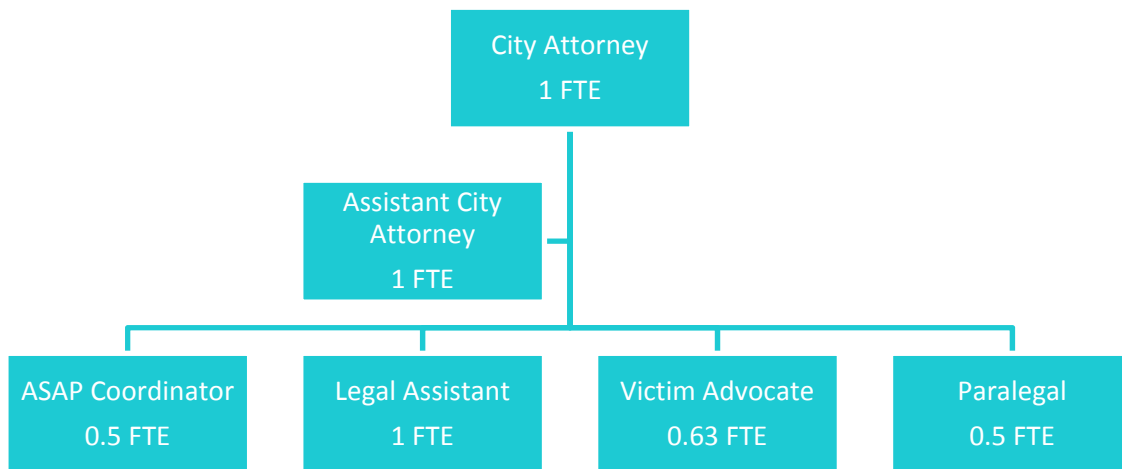 City Attorney
1 FTE
Assistant City
Attorney
1 FTE
ASAP Coordinator
0.5 FTE
Legal Assistant
1 FTE
Victim Advocate
0.63 FTE
Paralegal
0.5 FTE